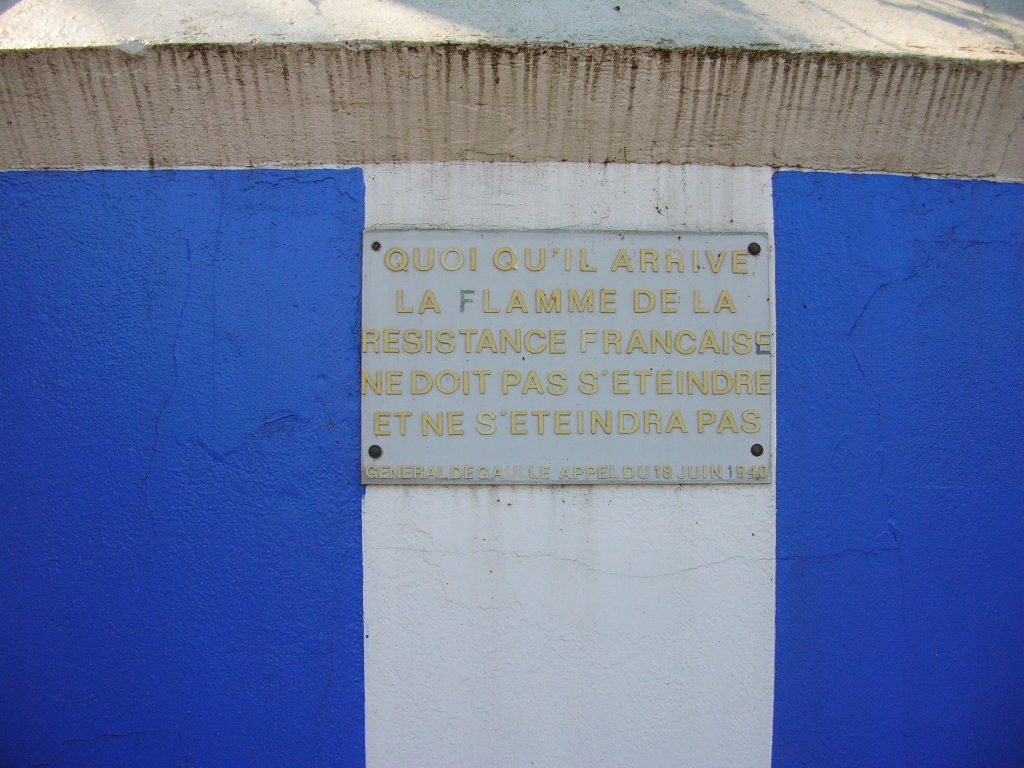 QUOI QU'IL ARRIVE
LA FLAMME DE LA
RESISTANCE FRANCAISE
NE DOIT PAS S'ETEINDRE
ET NE S'ETEINDRA PAS
GENERAL DE GAULLE APPEL DU 18 JUIN 1940